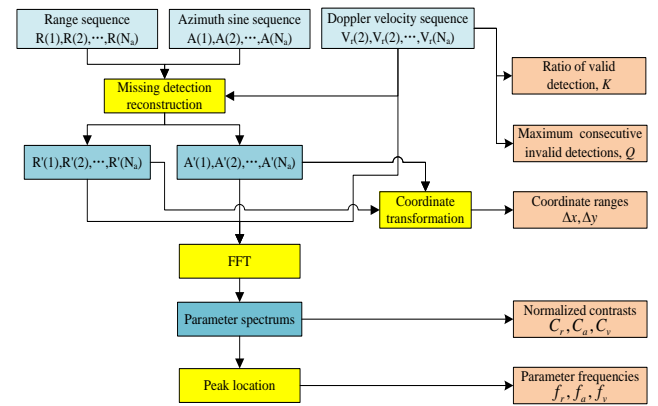 Range sequence
R(1),R(2),⋯,R(Nₐ)
Azimuth sine sequence
A(1),A(2),⋯,A(Nₐ)
Doppler velocity sequence
Vᵣ(2),Vᵣ(2),⋯,Vᵣ(Nₐ)
Missing detection
reconstruction
Ratio of valid
detection, K
Maximum consecutive
invalid detections, Q
R'(1),R'(2),⋯,R'(Nₐ)
A'(1),A'(2),⋯,A'(Nₐ)
Coordinate
transformation
Coordinate ranges
Δx,Δy
FFT
Parameter spectrums
Normalized contrasts
Cᵣ,Cₐ,Cᵥ
Peak location
Parameter frequencies
fᵣ,fₐ,fᵥ